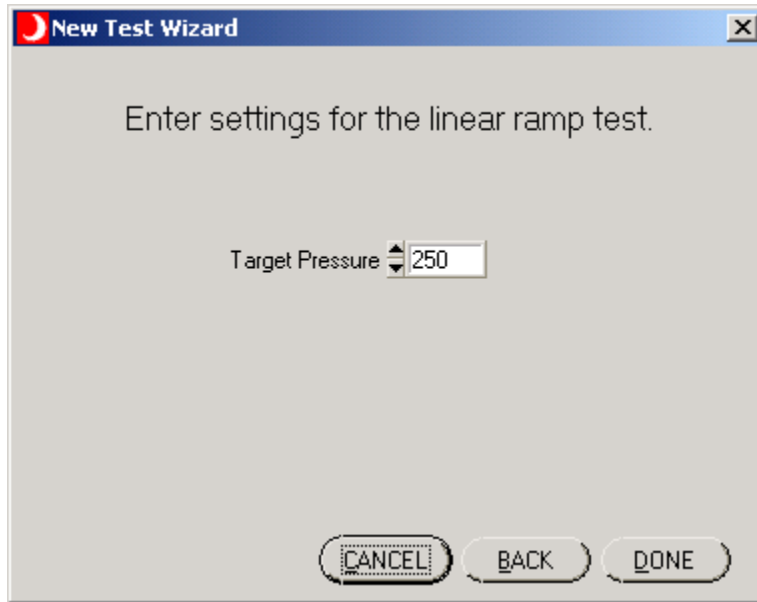 New Test Wizard
Enter settings for the linear ramp test.
Target Pressure 250
CANCEL BACK DONE